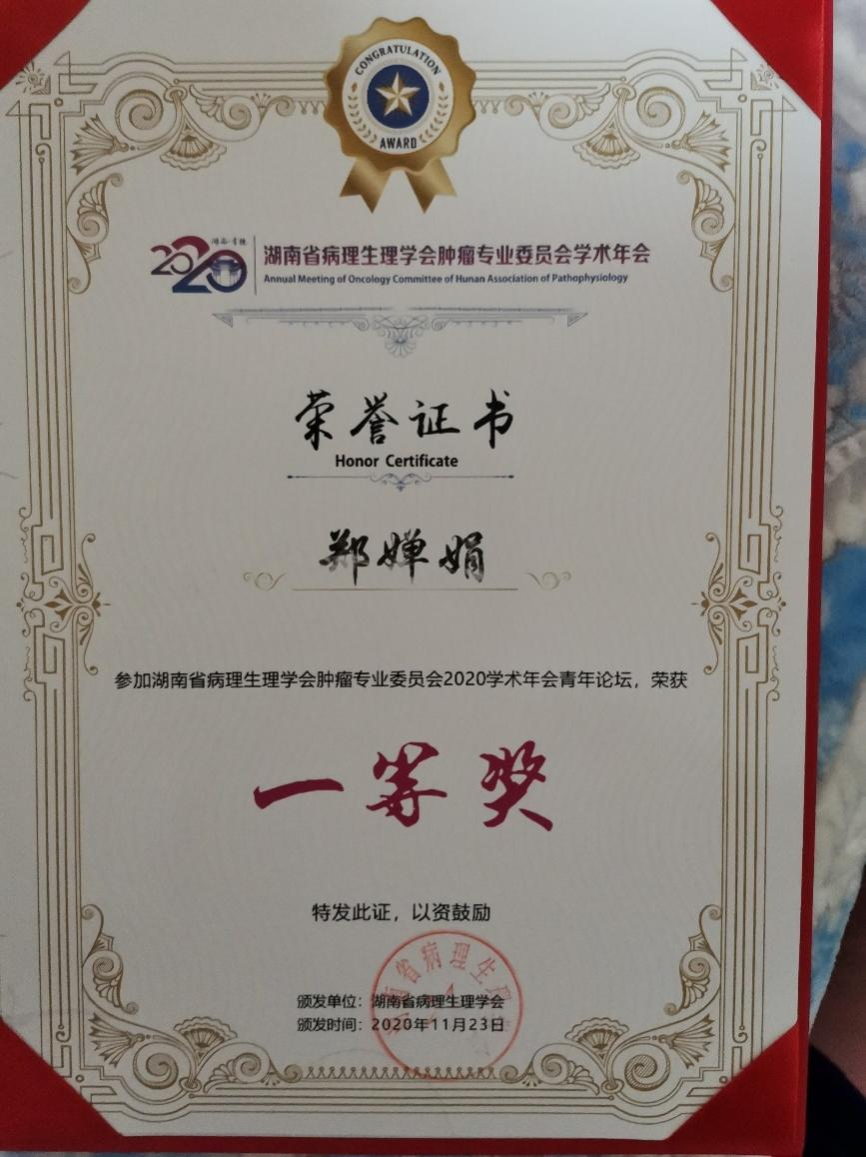 CONGRATULATION
AWARD
2020
湖南省病理生理学会肿瘤专业委员会学术年会
Annual Meeting of Oncology Committee of Hunan Association of Pathophysiology
荣誉证书
Honor Certificate
郑婵娟
参加湖南省病理生理学会肿瘤专业委员会2020学术年会青年论坛，荣获
一等奖
特发此证，以资鼓励
颁发单位：湖南省病理生理学会
颁发时间：2020年11月23日
省病理生理